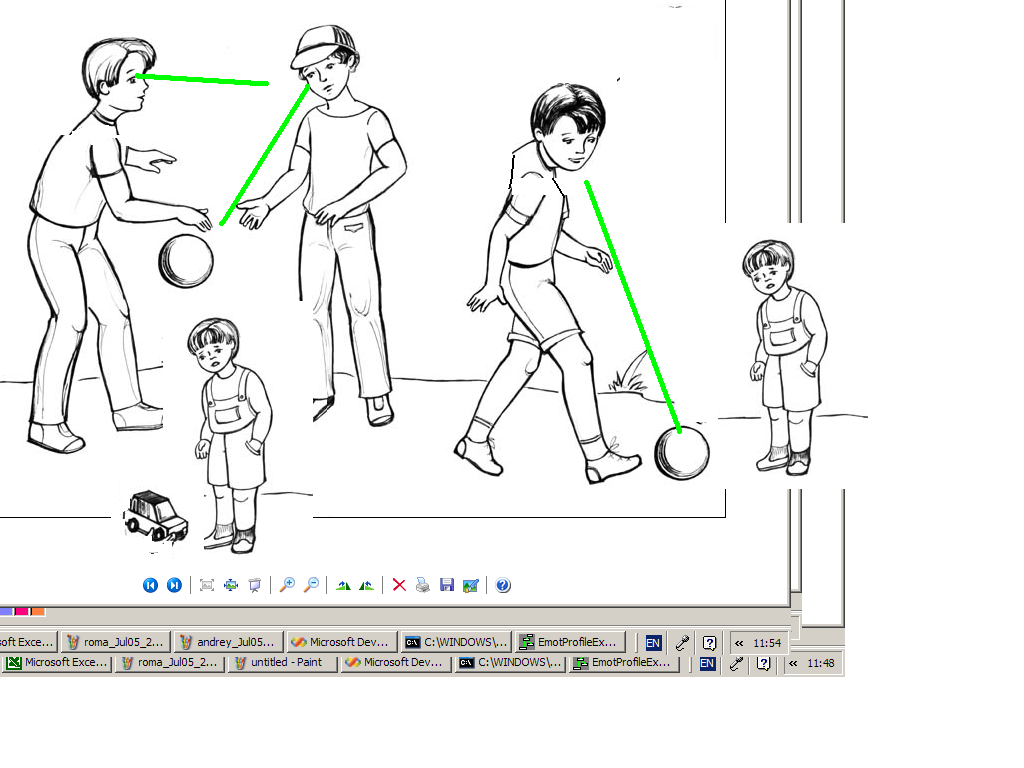 soft Exce... roma_Jul05_2... andrey_Jul05... Microsoft Dev... C:\WINDOWS\... EmotProfileEx... EN « 11:54
Microsoft Exce... roma_Jul05_2... untitled - Paint Microsoft Dev... C:\WINDOWS\... EmotProfileEx... EN « 11:48